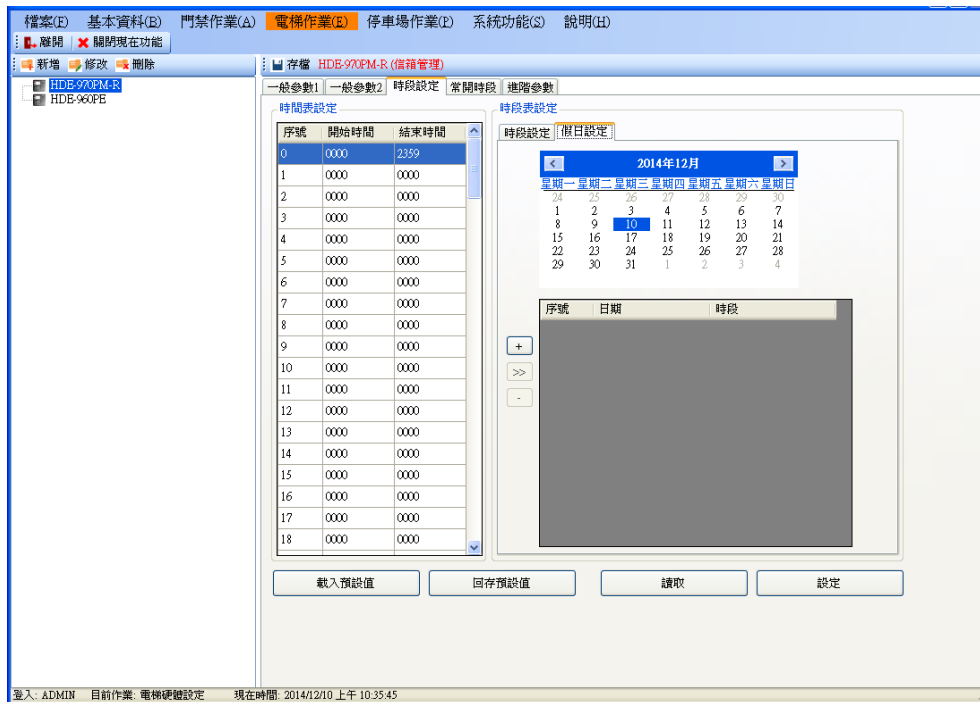 檔案(F) 基本資料(B) 門禁作業(A) 電梯作業(E) 停車場作業(P) 系統功能(S) 說明(H)
離開 關閉現在功能
新增 修改 刪除
存檔 HDE-970PM-R (信箱管理)
HDE-970PM-R
HDE-960PE
一般參數1 一般參數2 時段設定 常開時段 進階參數
時間表設定
序號 開始時間 結束時間
0 0000 2359
1 0000 0000
2 0000 0000
3 0000 0000
4 0000 0000
5 0000 0000
6 0000 0000
7 0000 0000
8 0000 0000
9 0000 0000
10 0000 0000
11 0000 0000
12 0000 0000
13 0000 0000
14 0000 0000
15 0000 0000
16 0000 0000
17 0000 0000
18 0000 0000
時段表設定
時段設定 假日設定
2014年12月
星期一 星期二 星期三 星期四 星期五 星期六 星期日
24 25 26 27 28 29 30
1 2 3 4 5 6 7
8 9 10 11 12 13 14
15 16 17 18 19 20 21
22 23 24 25 26 27 28
29 30 31 1 2 3 4
序號 日期 時段
+
>>
-
載入預設值 回存預設值 讀取 設定
登入: ADMIN 目前作業: 電梯硬體設定 現在時間: 2014/12/10 上午 10:35:45